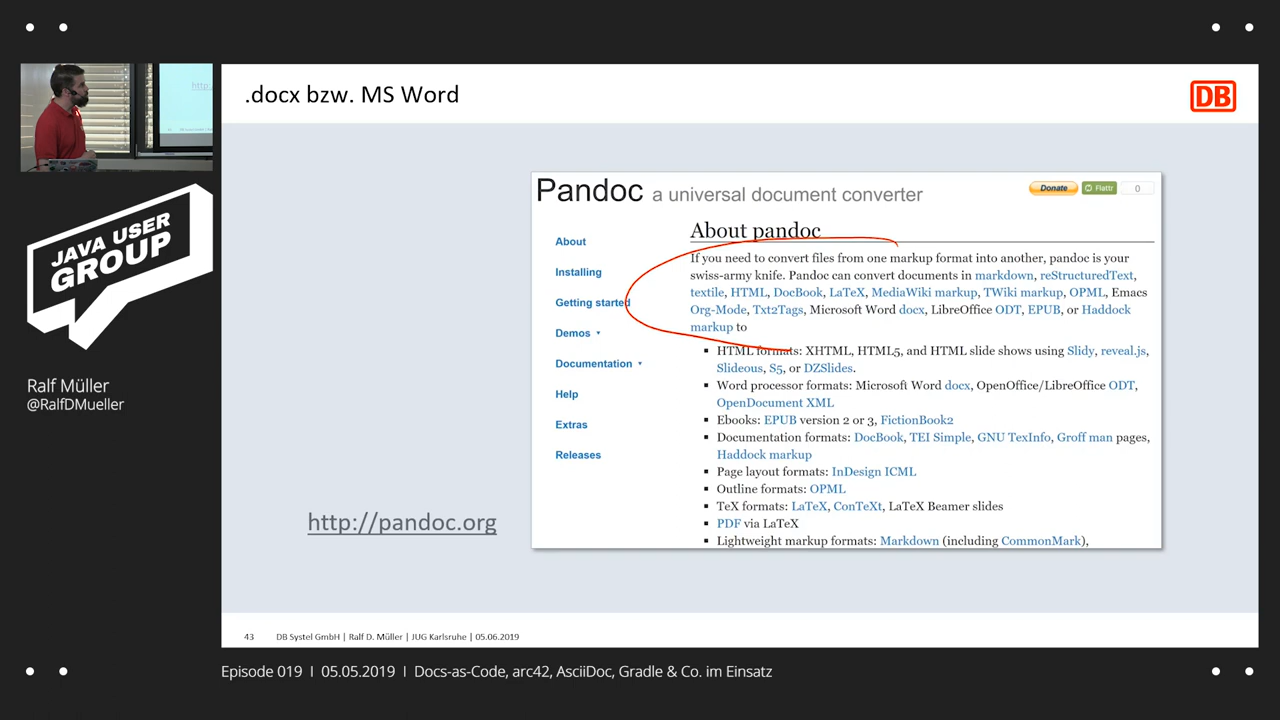 .docx bzw. MS Word
DB
JAVA USER
GROUP
Ralf Müller
@RalfDMueller
Pandoc a universal document converter
Donate
Flattr
0
About
Installing
Getting started
Demos
Documentation
Help
Extras
Releases
About pandoc
If you need to convert files from one markup format into another, pandoc is your
swiss-army knife. Pandoc can convert documents in markdown, reStructuredText,
textile, HTML, DocBook, LaTeX, MediaWiki markup, TWiki markup, OPML, Emacs
Org-Mode, Txt2Tags, Microsoft Word docx, LibreOffice ODT, EPUB, or Haddock
markup to
▪ HTML formats: XHTML, HTML5, and HTML slide shows using Slidy, reveal.js,
Slideous, S5, or DZSlides.
▪ Word processor formats: Microsoft Word docx, OpenOffice/LibreOffice ODT,
OpenDocument XML
▪ Ebooks: EPUB version 2 or 3, FictionBook2
▪ Documentation formats: DocBook, TEI Simple, GNU TexInfo, Groff man pages,
Haddock markup
▪ Page layout formats: InDesign ICML
▪ Outline formats: OPML
▪ TeX formats: LaTeX, ConTeXt, LaTeX Beamer slides
▪ PDF via LaTeX
▪ Lightweight markup formats: Markdown (including CommonMark),
http://pandoc.org
43 DB Systel GmbH | Ralf D. Müller | JUG Karlsruhe | 05.06.2019
Episode 019 I 05.05.2019 I Docs-as-Code, arc42, AsciiDoc, Gradle & Co. im Einsatz